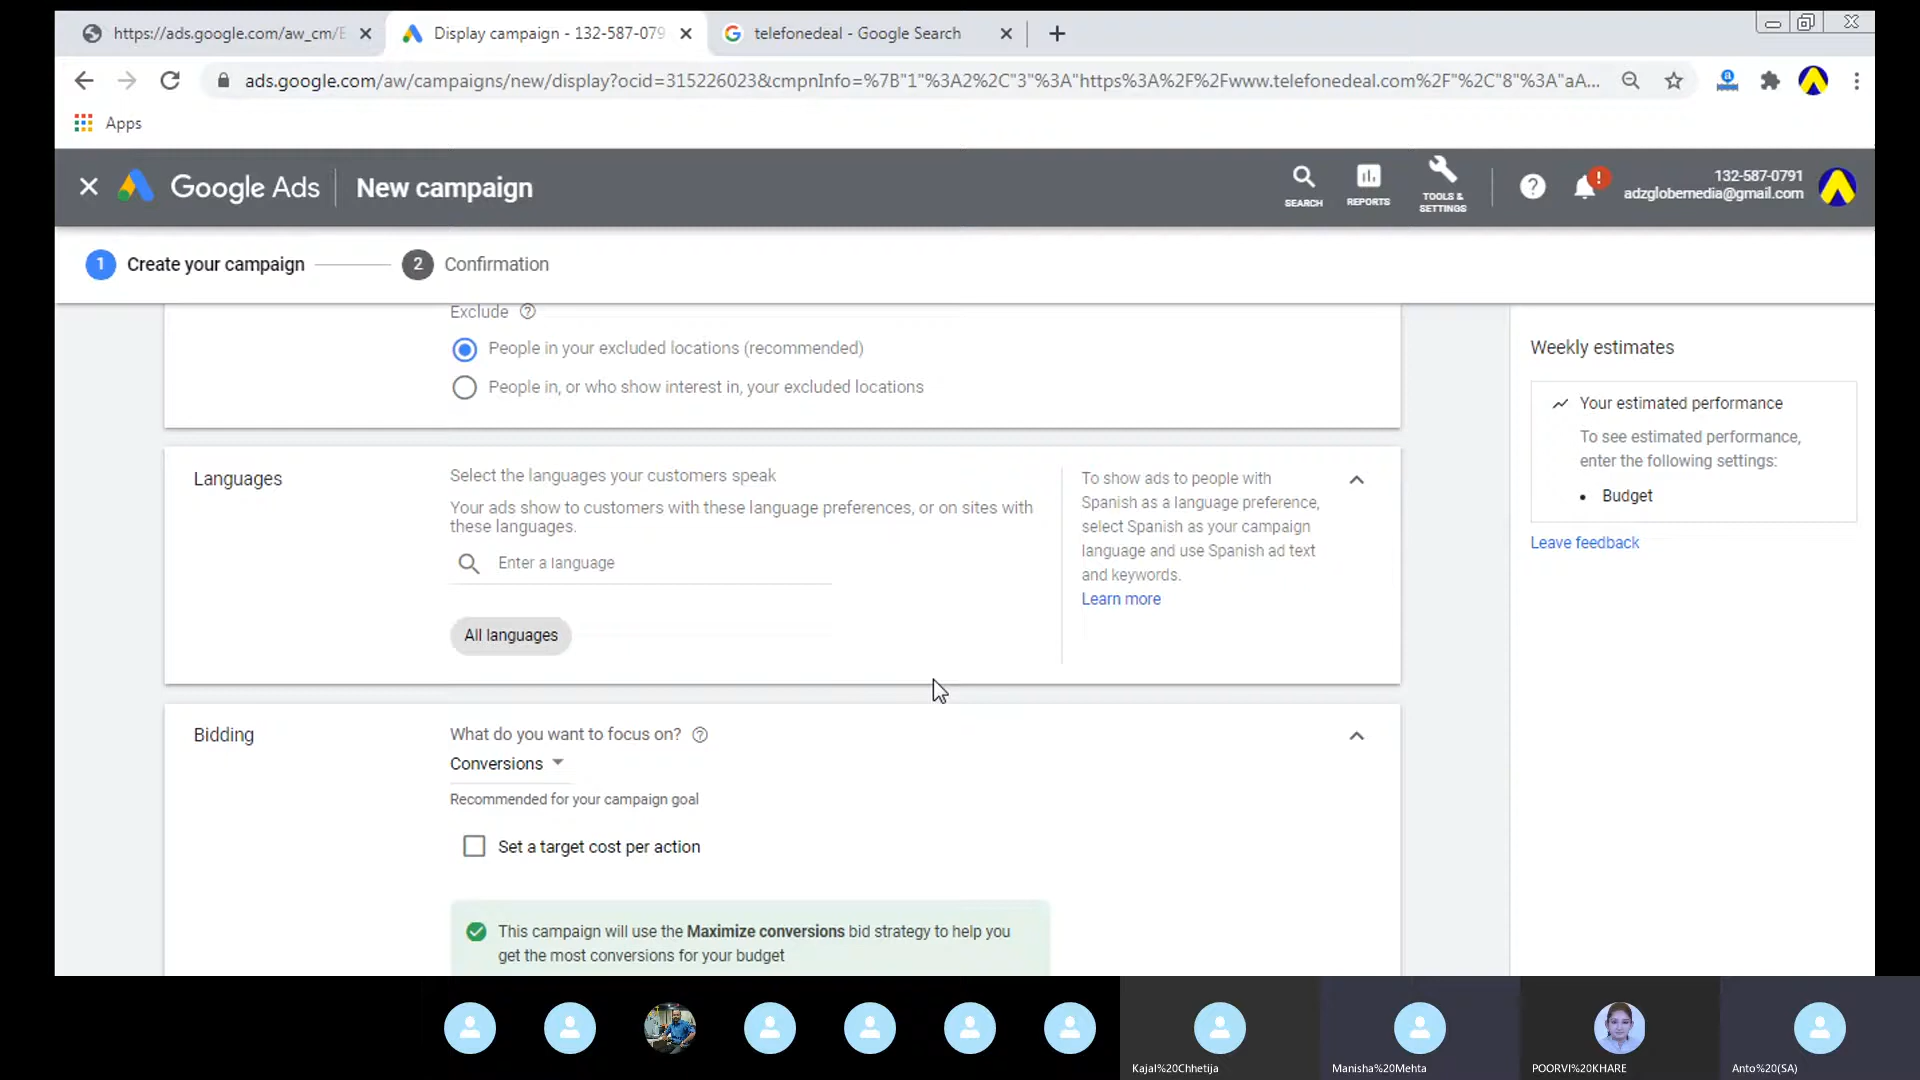 https://ads.google.com/aw_cm/E
Display campaign - 132-587-079
telefonedeal - Google Search
ads.google.com/aw/campaigns/new/display?ocid=315226023&cmpnInfo=%7B"1"%3A2%2C"3"%3A"https%3A%2F%2Fwww.telefonedeal.com%2F"%2C"8"%3A"aA...
Apps
Google Ads
New campaign
SEARCH
REPORTS
TOOLS &
SETTINGS
132-587-0791
adzglobemedia@gmail.com
1 Create your campaign
2 Confirmation
Exclude
People in your excluded locations (recommended)
People in, or who show interest in, your excluded locations
Languages
Select the languages your customers speak
Your ads show to customers with these language preferences, or on sites with
these languages.
Enter a language
All languages
To show ads to people with
Spanish as a language preference,
select Spanish as your campaign
language and use Spanish ad text
and keywords.
Learn more
Bidding
What do you want to focus on?
Conversions
Recommended for your campaign goal
Set a target cost per action
This campaign will use the Maximize conversions bid strategy to help you
get the most conversions for your budget
Weekly estimates
Your estimated performance
To see estimated performance,
enter the following settings:
• Budget
Leave feedback
Kajal%20Chhetija
Manisha%20Mehta
POORVI%20KHARE
Anto%20(SA)